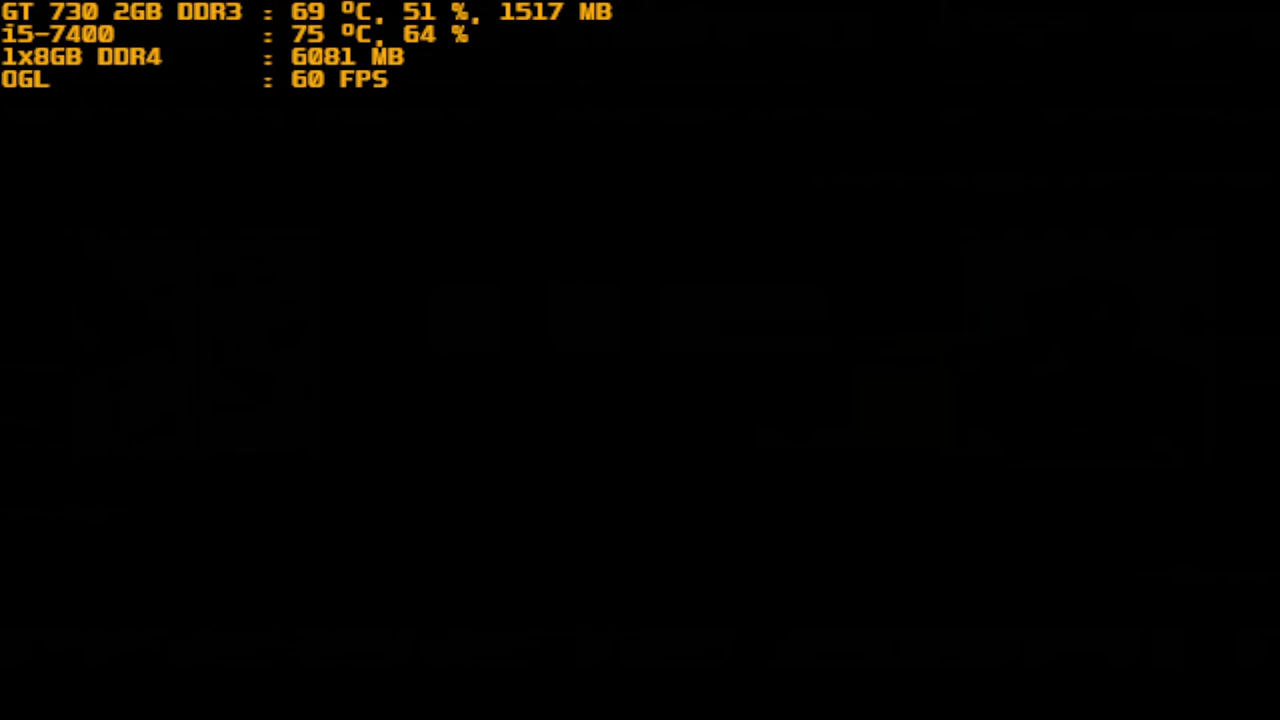 GT 730 2GB DDR3 : 69 ºC, 51 %, 1517 MB
i5-7400 : 75 ºC, 64 %
1x8GB DDR4 : 6081 MB
OGL : 60 FPS